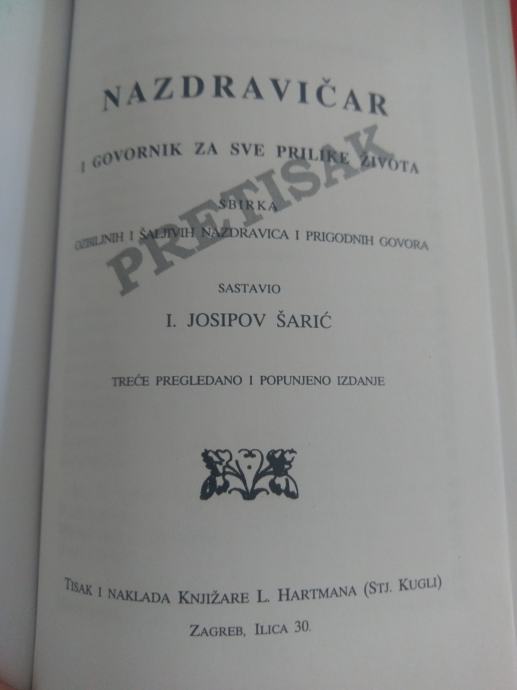 NAZDRAVIČAR
I GOVORNIK ZA SVE PRILIKE ŽIVOTA
SBIRKA
OZBILJNIH I ŠALJIVIH NAZDRAVICA I PRIGODNIH GOVORA
PRETISAK
SASTAVIO
I. JOSIPOV ŠARIĆ
TREĆE PREGLEDANO I POPUNJENO IZDANJE
TISAK I NAKLADA KNJIŽARE L. HARTMANA (STJ. KUGLI)
ZAGREB, ILICA 30.